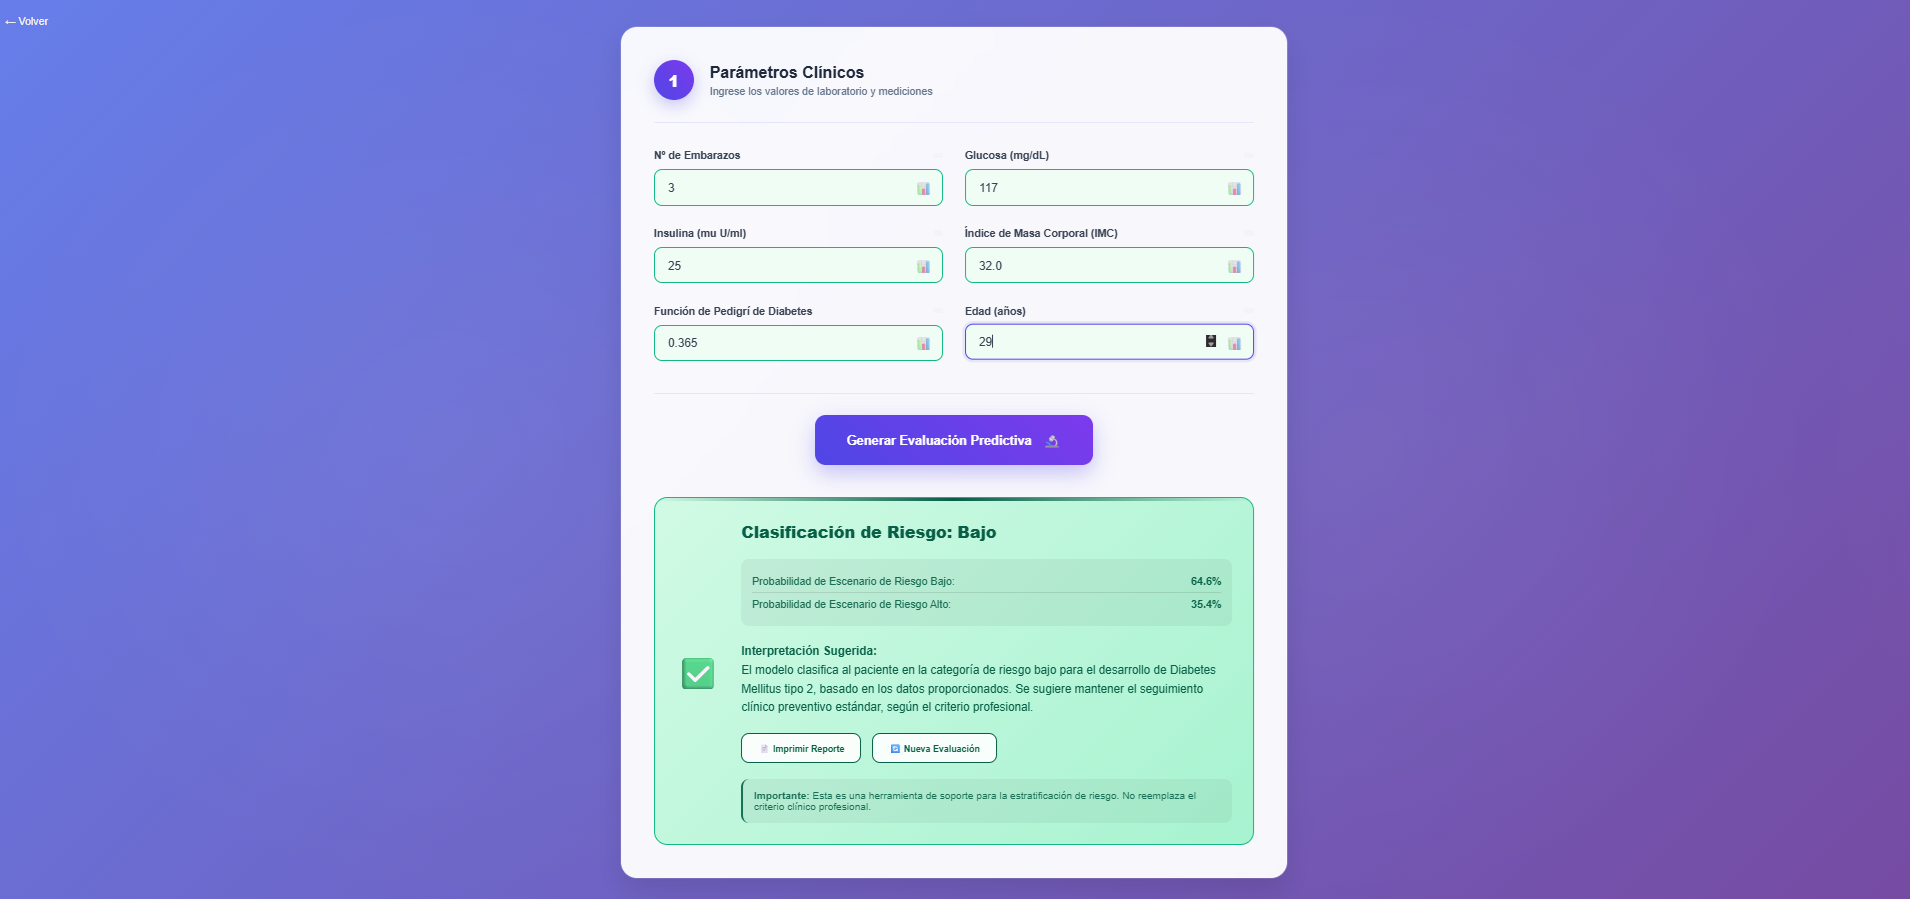 ← Volver
1
Parámetros Clínicos
Ingrese los valores de laboratorio y mediciones
Nº de Embarazos
3
Glucosa (mg/dL)
117
Insulina (mu U/ml)
25
Índice de Masa Corporal (IMC)
32.0
Función de Pedigrí de Diabetes
0.365
Edad (años)
29
Generar Evaluación Predictiva
Clasificación de Riesgo: Bajo
Probabilidad de Escenario de Riesgo Bajo: 64.6%
Probabilidad de Escenario de Riesgo Alto: 35.4%
Interpretación Sugerida:
El modelo clasifica al paciente en la categoría de riesgo bajo para el desarrollo de Diabetes
Mellitus tipo 2, basado en los datos proporcionados. Se sugiere mantener el seguimiento
clínico preventivo estándar, según el criterio profesional.
Imprimir Reporte
Nueva Evaluación
Importante: Esta es una herramienta de soporte para la estratificación de riesgo. No reemplaza el
criterio clínico profesional.